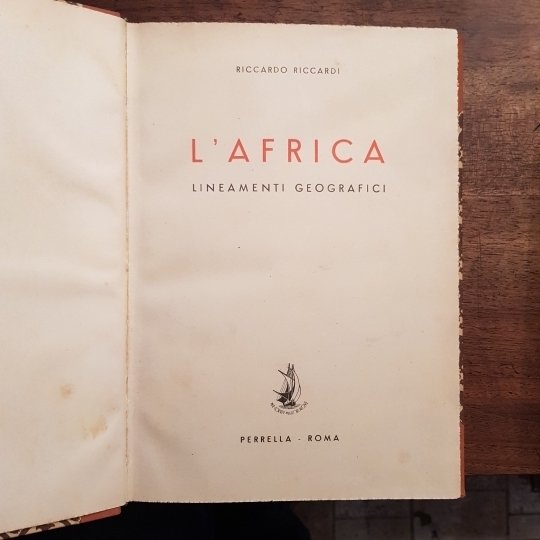 RICCARDO RICCARDI
L'AFRICA
LINEAMENTI GEOGRAFICI
PERRELLA - ROMA